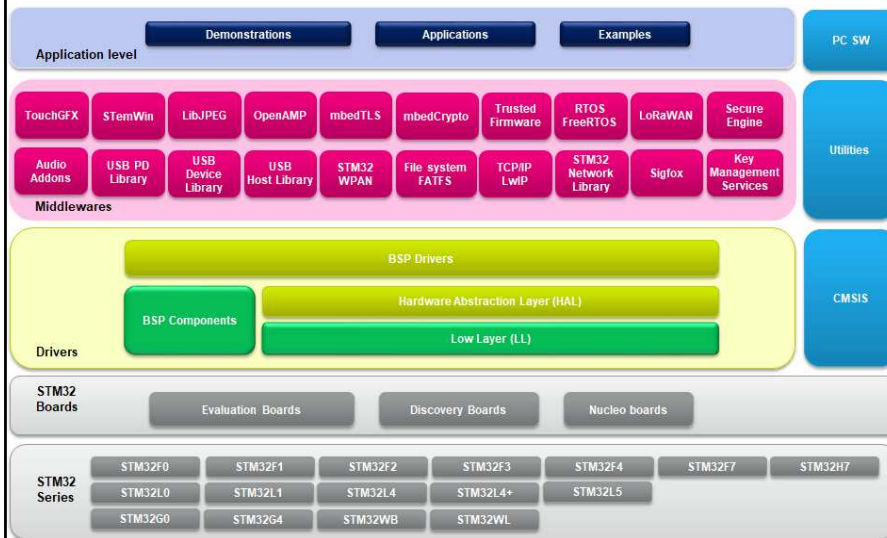 Demonstrations
Applications
Examples
Application level
PC SW
TouchGFX
STemWin
LibJPEG
OpenAMP
mbedTLS
mbedCrypto
Trusted
Firmware
RTOS
FreeRTOS
LoRaWAN
Secure
Engine
Audio
Addons
USB PD
Library
USB
Device
Library
USB
Host Library
STM32
WPAN
File system
FATFS
TCP/IP
LwIP
STM32
Network
Library
Sigfox
Key
Management
Services
Middlewares
Utilities
BSP Drivers
BSP Components
Hardware Abstraction Layer (HAL)
Low Layer (LL)
Drivers
CMSIS
STM32
Boards
Evaluation Boards
Discovery Boards
Nucleo boards
STM32
Series
STM32F0
STM32F1
STM32F2
STM32F3
STM32F4
STM32F7
STM32H7
STM32L0
STM32L1
STM32L4
STM32L4+
STM32L5
STM32G0
STM32G4
STM32WB
STM32WL